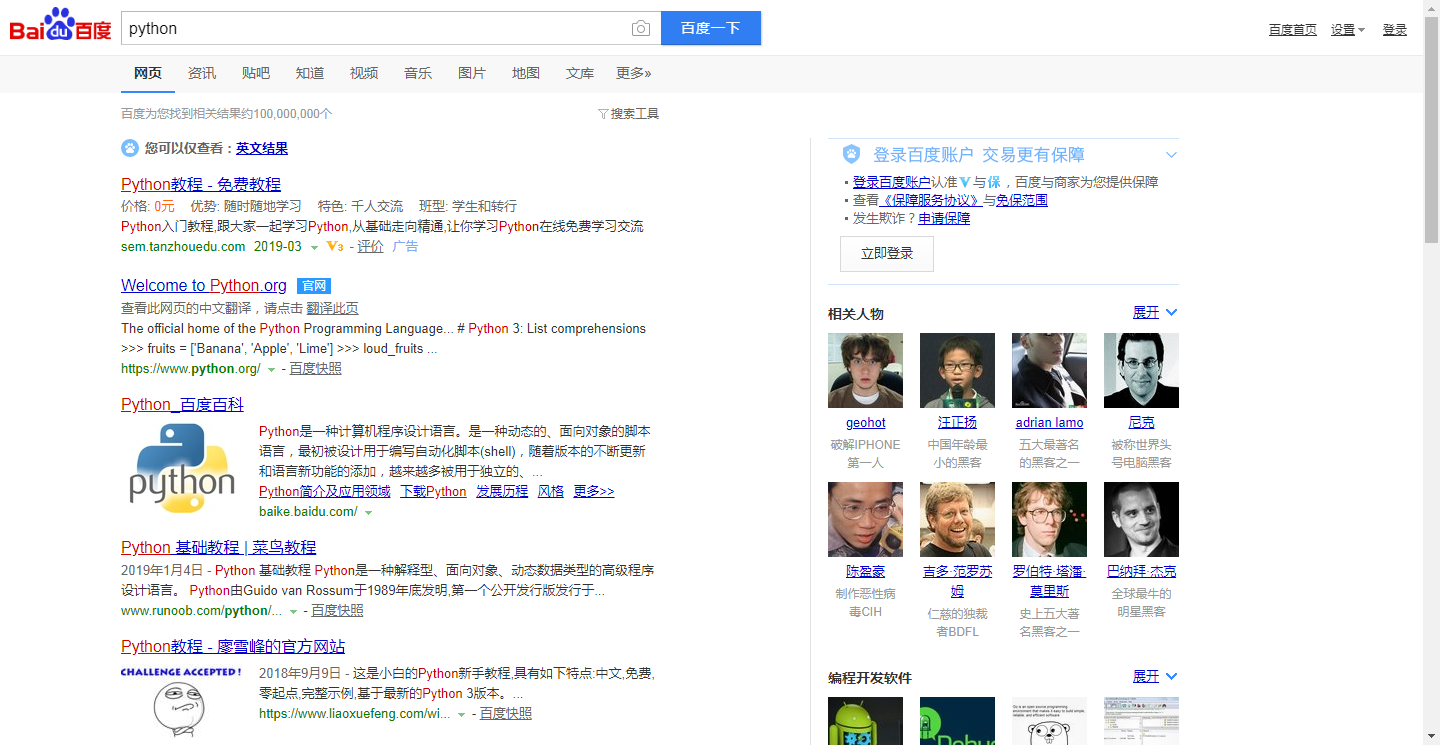 Bai du 百度
python
百度一下
百度首页 设置 登录
网页 资讯 贴吧 知道 视频 音乐 图片 地图 文库 更多»
百度为您找到相关结果约100,000,000个
搜索工具
您可以仅查看：英文结果
Python教程 - 免费教程
价格: 0元 优势: 随时随地学习 特色: 千人交流 班型: 学生和转行
Python入门教程,跟大家一起学习Python,从基础走向精通,让你学习Python在线免费学习交流
sem.tanzhouedu.com 2019-03 V3 - 评价 广告
Welcome to Python.org 官网
查看此网页的中文翻译，请点击 翻译此页
The official home of the Python Programming Language... # Python 3: List comprehensions
>>> fruits = ['Banana', 'Apple', 'Lime'] >>> loud_fruits ...
https://www.python.org/ - 百度快照
Python_百度百科
python
Python是一种计算机程序设计语言。是一种动态的、面向对象的脚本
语言，最初被设计用于编写自动化脚本(shell)，随着版本的不断更新
和语言新功能的添加，越来越多被用于独立的、...
Python简介及应用领域 下载Python 发展历程 风格 更多>>
baike.baidu.com/
Python 基础教程 | 菜鸟教程
2019年1月4日 - Python 基础教程 Python是一种解释型、面向对象、动态数据类型的高级程序
设计语言。 Python由Guido van Rossum于1989年底发明,第一个公开发行版发行于...
www.runoob.com/python/... - 百度快照
Python教程 - 廖雪峰的官方网站
CHALLENGE ACCEPTED!
2018年9月9日 - 这是小白的Python新手教程,具有如下特点:中文,免费,
零起点,完整示例,基于最新的Python 3版本。...
https://www.liaoxuefeng.com/wi... - 百度快照
登录百度账户 交易更有保障
登录百度账户认准V与保，百度与商家为您提供保障
查看《保障服务协议》与免保范围
发生欺诈？申请保障
立即登录
相关人物 展开
geohot 汪正扬 adrian lamo 尼克
破解IPHONE 中国年龄最 五大最著名 被称世界头
第一人 小的黑客 的黑客之一 号电脑黑客
陈盈豪 吉多·范罗苏 罗伯特·塔潘· 巴纳拜·杰克
姆 莫里斯
制作恶性病 仁慈的独裁 史上五大著 全球最牛的
毒CIH 者BDFL 名黑客之一 明星黑客
编程开发软件 展开
Go is an open source programming
environment that makes it easy to build simple,
reliable, and efficient software.